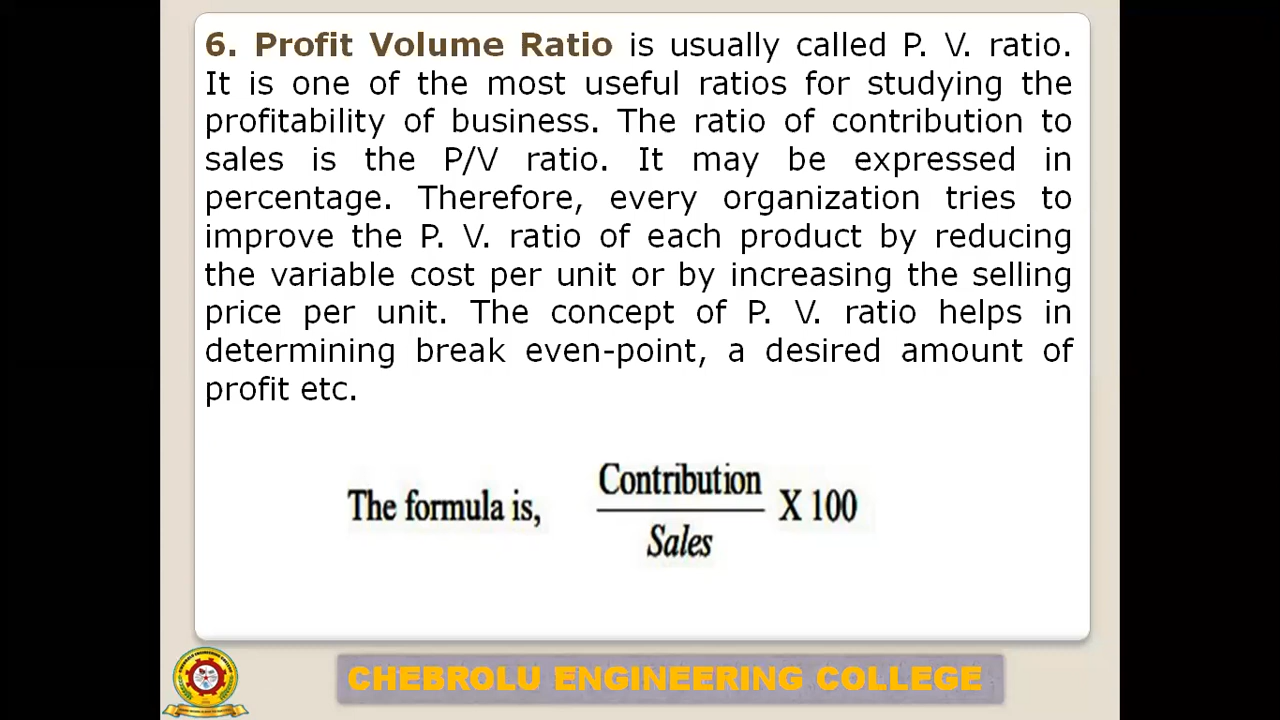 6. Profit Volume Ratio is usually called P. V. ratio.
It is one of the most useful ratios for studying the
profitability of business. The ratio of contribution to
sales is the P/V ratio. It may be expressed in
percentage. Therefore, every organization tries to
improve the P. V. ratio of each product by reducing
the variable cost per unit or by increasing the selling
price per unit. The concept of P. V. ratio helps in
determining break even-point, a desired amount of
profit etc.
The formula is,
Contribution
Sales
X 100
CHEBROLU ENGINEERING COLLEGE